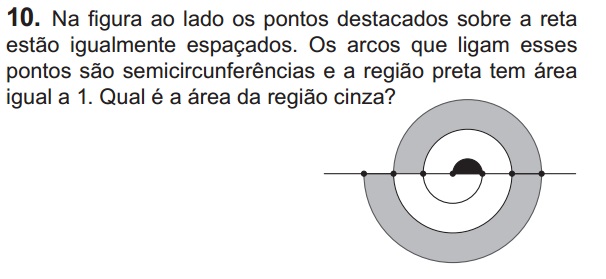 10. Na figura ao lado os pontos destacados sobre a reta
estão igualmente espaçados. Os arcos que ligam esses
pontos são semicircunferências e a região preta tem área
igual a 1. Qual é a área da região cinza?